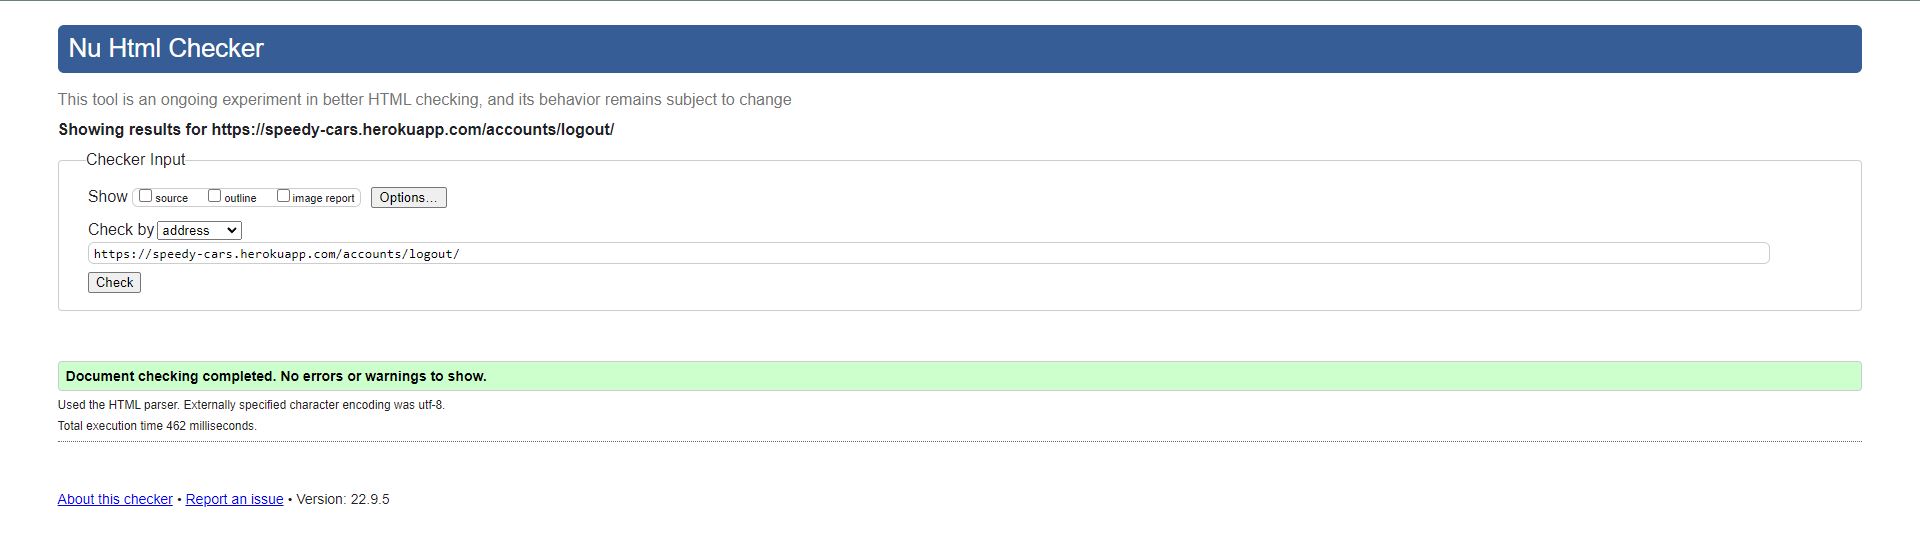 Nu Html Checker
This tool is an ongoing experiment in better HTML checking, and its behavior remains subject to change
Showing results for https://speedy-cars.herokuapp.com/accounts/logout/
Checker Input
Show source outline image report Options...
Check by address
https://speedy-cars.herokuapp.com/accounts/logout/
Check
Document checking completed. No errors or warnings to show.
Used the HTML parser. Externally specified character encoding was utf-8.
Total execution time 462 milliseconds.
About this checker • Report an issue • Version: 22.9.5